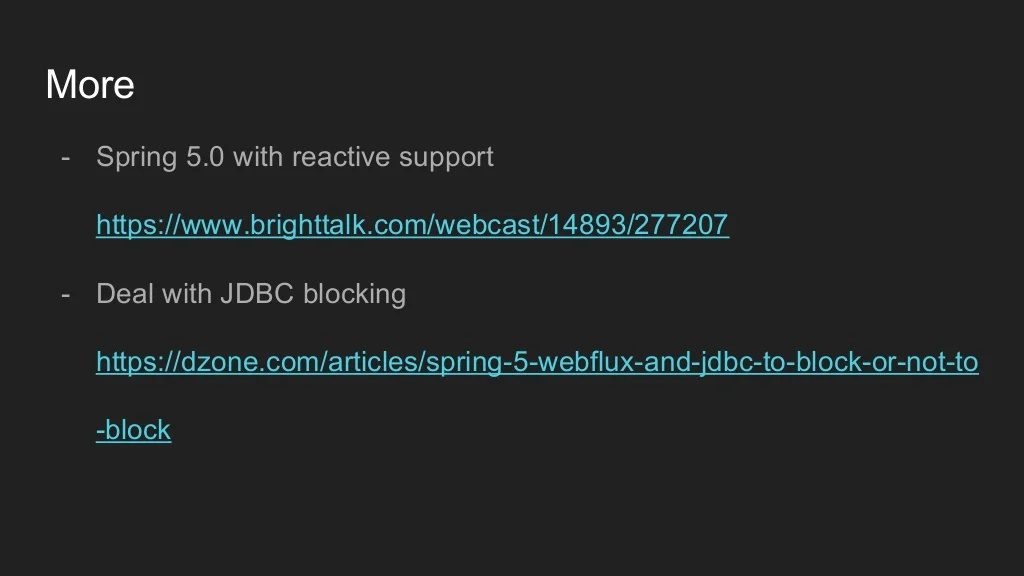 More
- Spring 5.0 with reactive support
https://www.brighttalk.com/webcast/14893/277207
- Deal with JDBC blocking
https://dzone.com/articles/spring-5-webflux-and-jdbc-to-block-or-not-to
-block